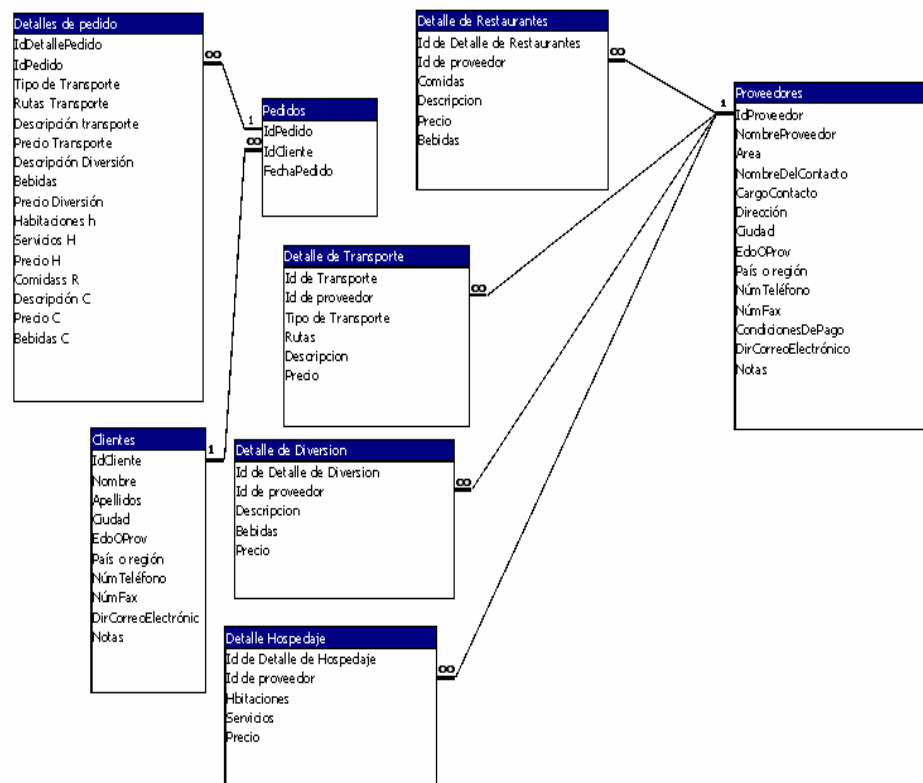 Detalles de pedido
IdDetallePedido
IdPedido
Tipo de Transporte
Rutas Transporte
Descripción transporte
Precio Transporte
Descripción Diversión
Bebidas
Precio Diversión
Habitaciones h
Servicios H
Precio H
Comidass R
Descripción C
Precio C
Bebidas C
∞
1
Pedidos
IdPedido
IdCliente
FechaPedido
∞
Detalle de Restaurantes
Id de Detalle de Restaurantes
Id de proveedor
Comidas
Descripcion
Precio
Bebidas
∞
1
Proveedores
IdProveedor
NombreProveedor
Area
NombreDelContacto
CargoContacto
Dirección
Ciudad
EdoOProv
País o región
NúmTeléfono
NúmFax
CondicionesDePago
DirCorreoElectrónico
Notas
Detalle de Transporte
Id de Transporte
Id de proveedor
Tipo de Transporte
Rutas
Descripcion
Precio
∞
Clientes
IdCliente
Nombre
Apellidos
Ciudad
EdoOProv
País o región
NúmTeléfono
NúmFax
DirCorreoElectrónic
Notas
1
Detalle de Diversion
Id de Detalle de Diversion
Id de proveedor
Descripcion
Bebidas
Precio
∞
Detalle Hospedaje
Id de Detalle de Hospedaje
Id de proveedor
Hbitaciones
Servicios
Precio
∞